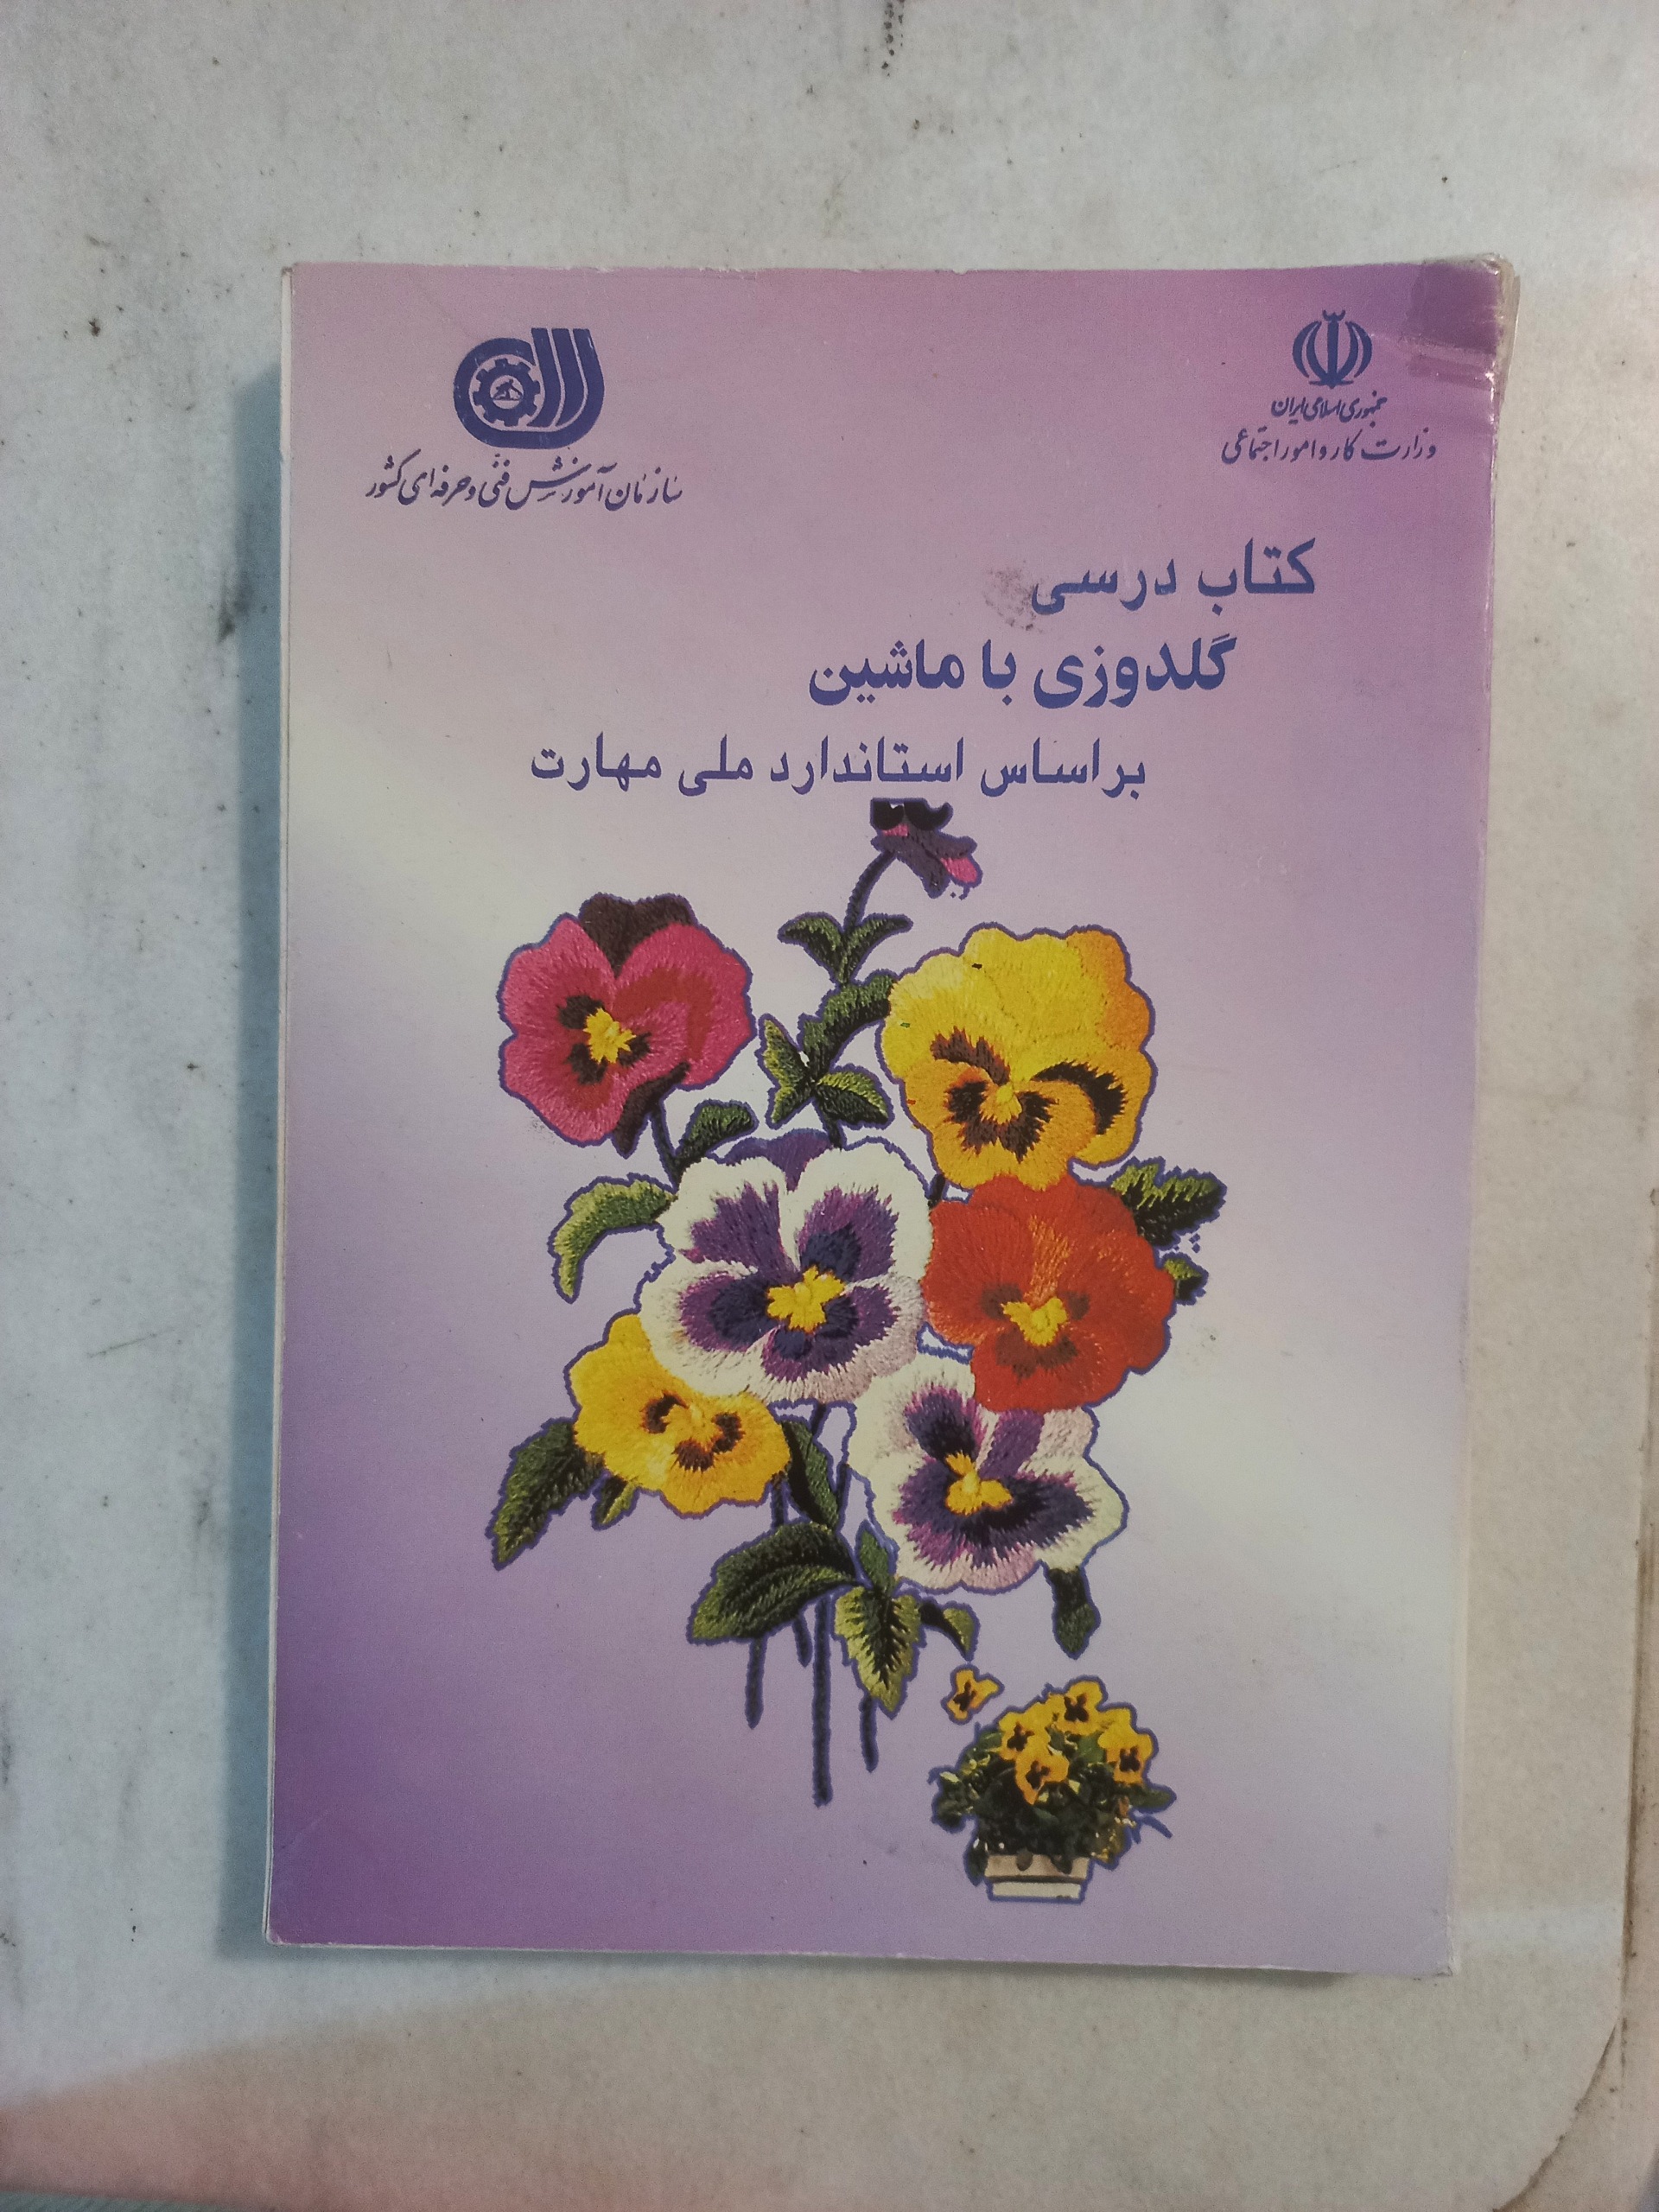 جمهوری اسلامی ایران
وزارت کار و امور اجتماعی
سازمان آموزش فنی و حرفه‌ای کشور
کتاب درسی
گلدوزی با ماشین
براساس استاندارد ملی مهارت